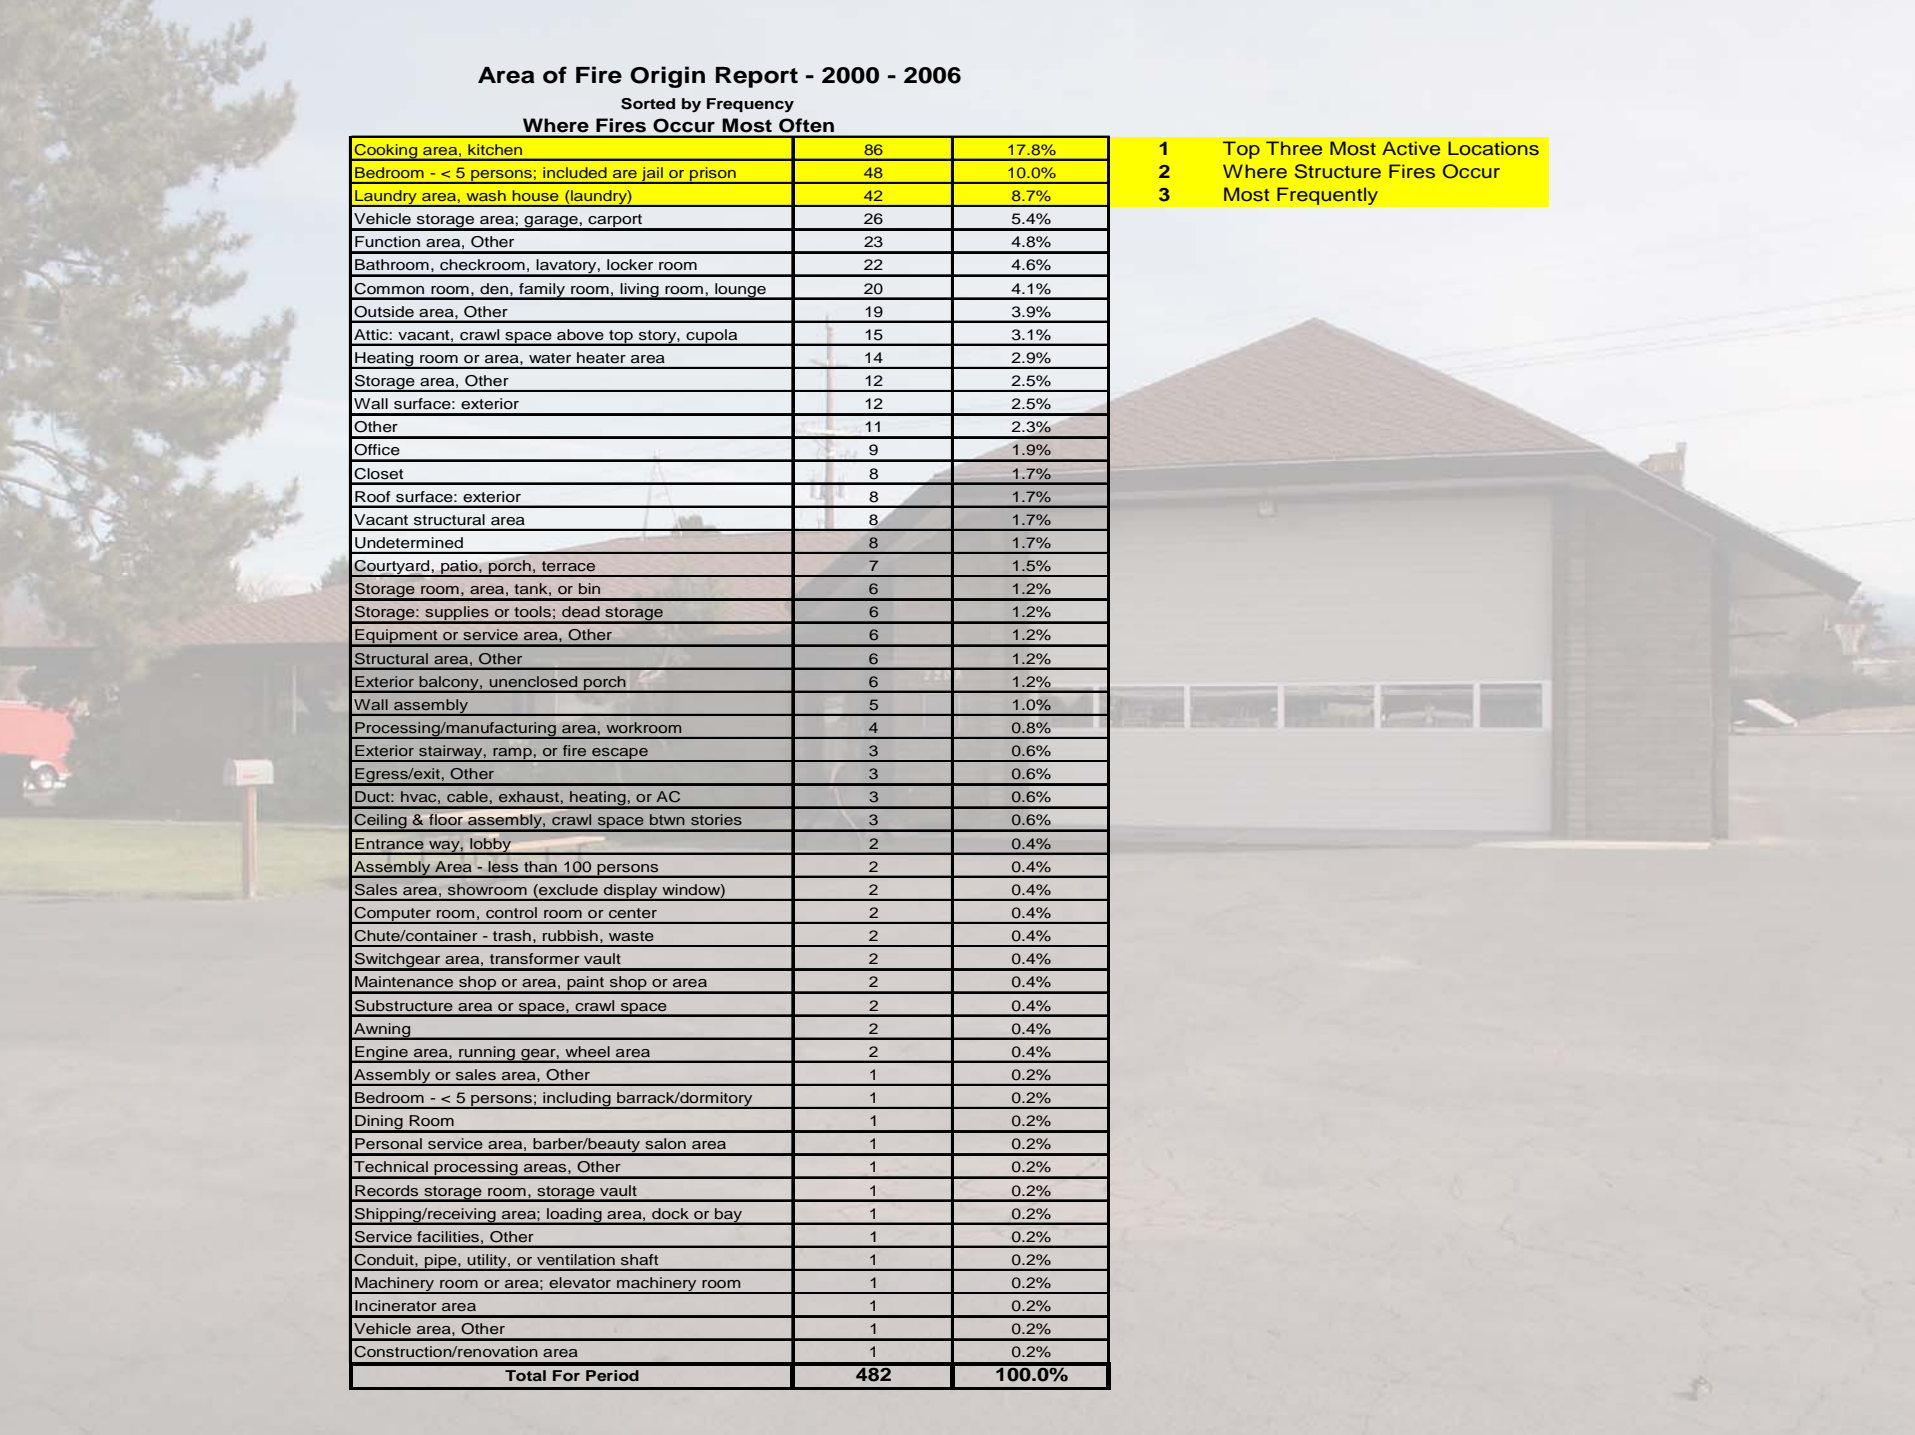 Area of Fire Origin Report - 2000 - 2006
Sorted by Frequency
Where Fires Occur Most Often
Cooking area, kitchen 86 17.8% 1 Top Three Most Active Locations
Bedroom - < 5 persons; included are jail or prison 48 10.0% 2 Where Structure Fires Occur
Laundry area, wash house (laundry) 42 8.7% 3 Most Frequently
Vehicle storage area; garage, carport 26 5.4%
Function area, Other 23 4.8%
Bathroom, checkroom, lavatory, locker room 22 4.6%
Common room, den, family room, living room, lounge 20 4.1%
Outside area, Other 19 3.9%
Attic: vacant, crawl space above top story, cupola 15 3.1%
Heating room or area, water heater area 14 2.9%
Storage area, Other 12 2.5%
Wall surface: exterior 12 2.5%
Other 11 2.3%
Office 9 1.9%
Closet 8 1.7%
Roof surface: exterior 8 1.7%
Vacant structural area 8 1.7%
Undetermined 8 1.7%
Courtyard, patio, porch, terrace 7 1.5%
Storage room, area, tank, or bin 6 1.2%
Storage: supplies or tools; dead storage 6 1.2%
Equipment or service area, Other 6 1.2%
Structural area, Other 6 1.2%
Exterior balcony, unenclosed porch 6 1.2%
Wall assembly 5 1.0%
Processing/manufacturing area, workroom 4 0.8%
Exterior stairway, ramp, or fire escape 3 0.6%
Egress/exit, Other 3 0.6%
Duct: hvac, cable, exhaust, heating, or AC 3 0.6%
Ceiling & floor assembly, crawl space btwn stories 3 0.6%
Entrance way, lobby 2 0.4%
Assembly Area - less than 100 persons 2 0.4%
Sales area, showroom (exclude display window) 2 0.4%
Computer room, control room or center 2 0.4%
Chute/container - trash, rubbish, waste 2 0.4%
Switchgear area, transformer vault 2 0.4%
Maintenance shop or area, paint shop or area 2 0.4%
Substructure area or space, crawl space 2 0.4%
Awning 2 0.4%
Engine area, running gear, wheel area 2 0.4%
Assembly or sales area, Other 1 0.2%
Bedroom - < 5 persons; including barrack/dormitory 1 0.2%
Dining Room 1 0.2%
Personal service area, barber/beauty salon area 1 0.2%
Technical processing areas, Other 1 0.2%
Records storage room, storage vault 1 0.2%
Shipping/receiving area; loading area, dock or bay 1 0.2%
Service facilities, Other 1 0.2%
Conduit, pipe, utility, or ventilation shaft 1 0.2%
Machinery room or area; elevator machinery room 1 0.2%
Incinerator area 1 0.2%
Vehicle area, Other 1 0.2%
Construction/renovation area 1 0.2%
Total For Period 482 100.0%